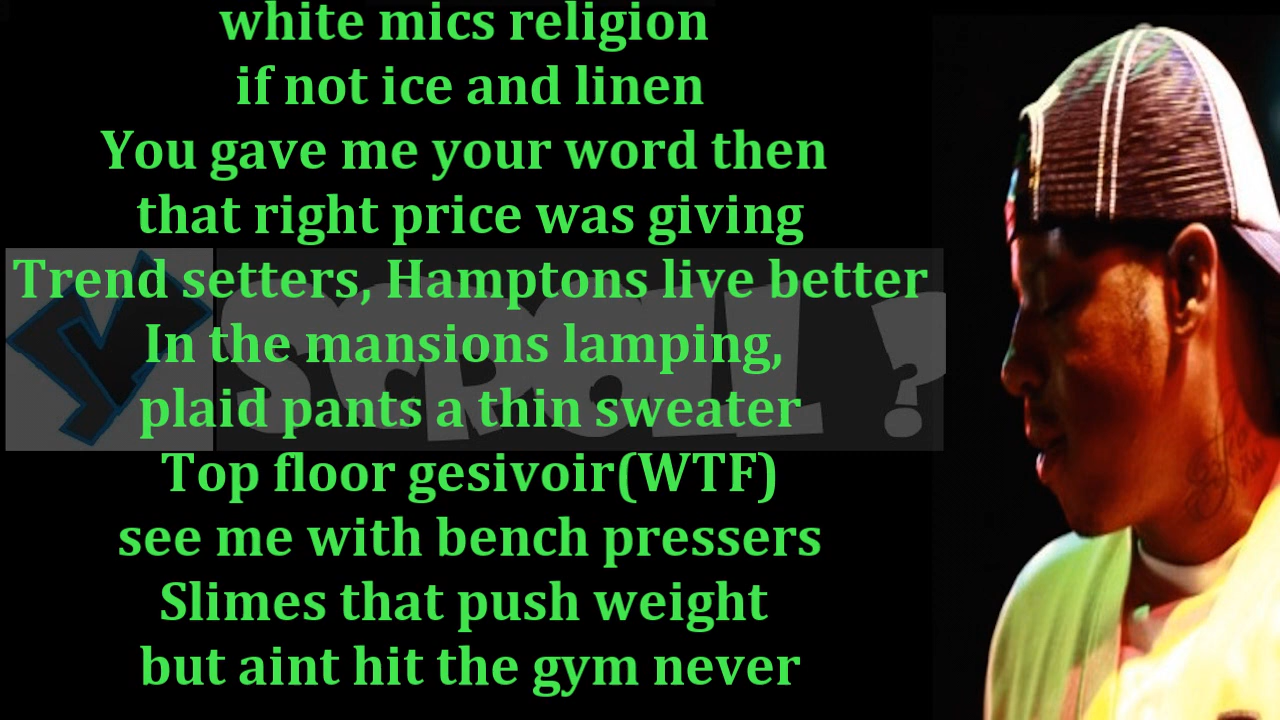 white mics religion
if not ice and linen
You gave me your word then
that right price was giving
Trend setters, Hamptons live better
In the mansions lamping,
plaid pants a thin sweater
Top floor gesivoir(WTF)
see me with bench pressers
Slimes that push weight
but aint hit the gym never
SCROLL ?